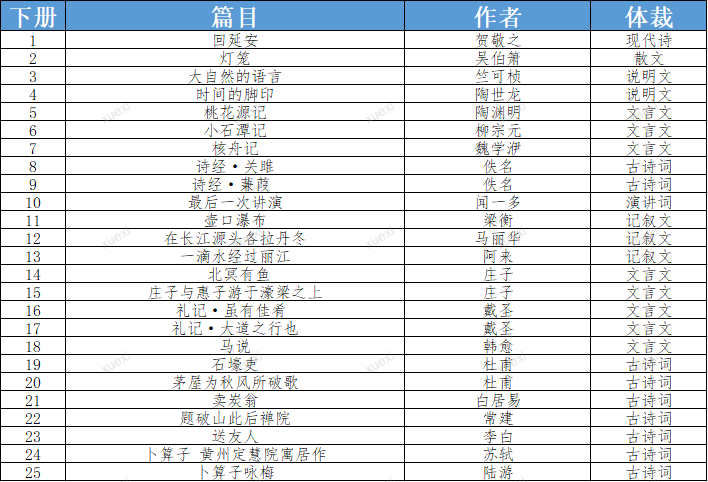 下册 篇目 作者 体裁
1 回延安 贺敬之 现代诗
2 灯笼 吴伯箫 散文
3 大自然的语言 竺可桢 说明文
4 时间的脚印 陶世龙 说明文
5 桃花源记 陶渊明 文言文
6 小石潭记 柳宗元 文言文
7 核舟记 魏学洢 文言文
8 诗经·关雎 佚名 古诗词
9 诗经·蒹葭 佚名 古诗词
10 最后一次讲演 闻一多 演讲词
11 壶口瀑布 梁衡 记叙文
12 在长江源头各拉丹冬 马丽华 记叙文
13 一滴水经过丽江 阿来 记叙文
14 北冥有鱼 庄子 文言文
15 庄子与惠子游于濠梁之上 庄子 文言文
16 礼记·虽有佳肴 戴圣 文言文
17 礼记·大道之行也 戴圣 文言文
18 马说 韩愈 文言文
19 石壕吏 杜甫 古诗词
20 茅屋为秋风所破歌 杜甫 古诗词
21 卖炭翁 白居易 古诗词
22 题破山此后禅院 常建 古诗词
23 送友人 李白 古诗词
24 卜算子 黄州定慧院寓居作 苏轼 古诗词
25 卜算子咏梅 陆游 古诗词